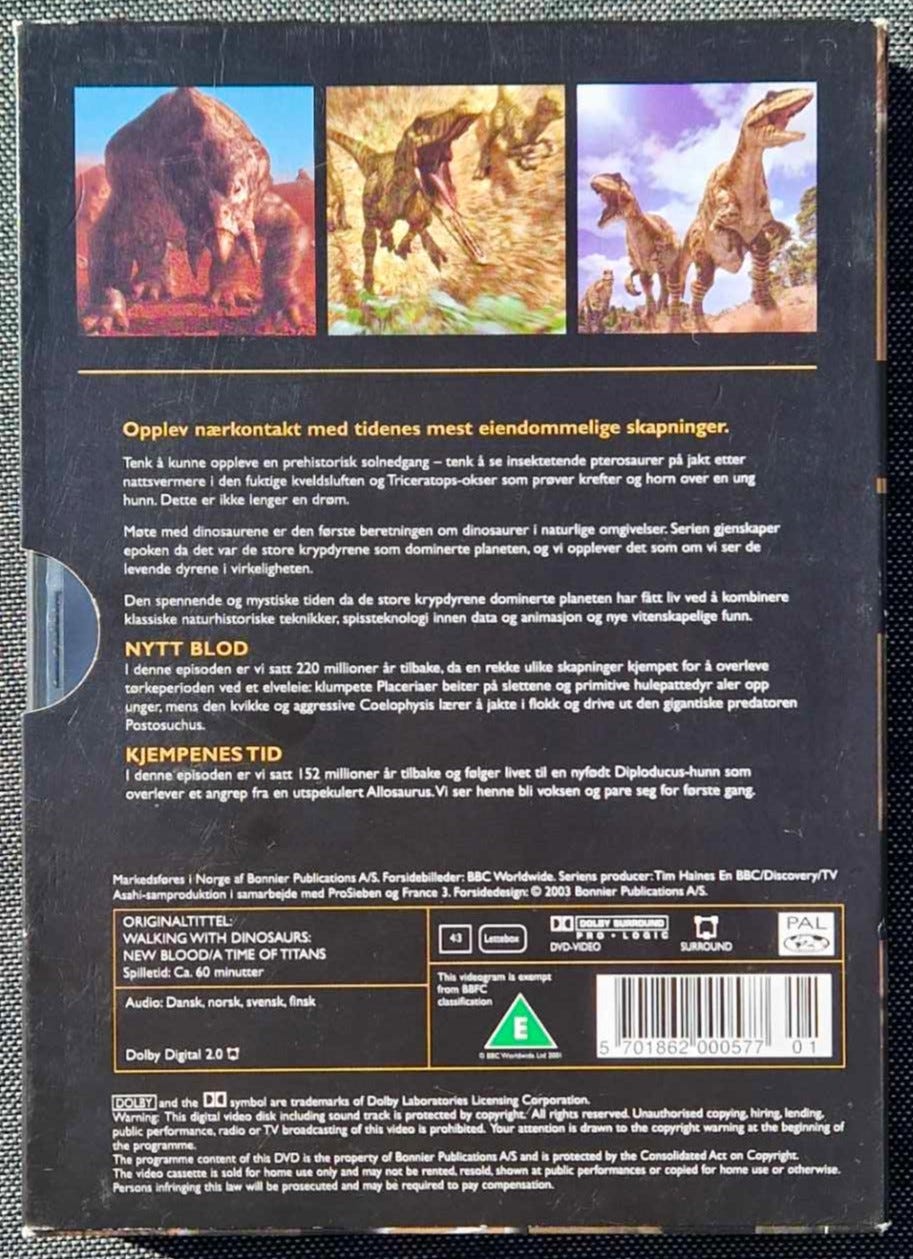 Opplev nærkontakt med tidenes mest eiendommelige skapninger.
Tenk å kunne oppleve en prehistorisk solnedgang – tenk å se insektetende pterosaurer på jakt etter
nattsvermere i den fuktige kveldsluften og Triceratops-okser som prøver krefter og horn over en ung
hunn. Dette er ikke lenger en drøm.
Møte med dinosaurene er den første beretningen om dinosaurer i naturlige omgivelser. Serien gjenskaper
epoken da det var de store krypdyrene som dominerte planeten, og vi opplever det som om vi ser de
levende dyrene i virkeligheten.
Den spennende og mystiske tiden da de store krypdyrene dominerte planeten har fått liv ved å kombinere
klassiske naturhistoriske teknikker, spissteknologi innen data og animasjon og nye vitenskapelige funn.
NYTT BLOD
I denne episoden er vi satt 220 millioner år tilbake, da en rekke ulike skapninger kjempet for å overleve
tørkeperioden ved et elveleie: klumpete Placeriaer beiter på slettene og primitive hulepattedyr aler opp
unger, mens den kvikke og aggressive Coelophysis lærer å jakte i flokk og drive ut den gigantiske predatoren
Postosuchus.
KJEMPENES TID
I denne episoden er vi satt 152 millioner år tilbake og følger livet til en nyfødt Diploducus-hunn som
overlever et angrep fra en utspekulert Allosaurus. Vi ser henne bli voksen og pare seg for første gang.
Markedsføres i Norge af Bonnier Publications A/S. Forsidebilleder: BBC Worldwide. Seriens producer: Tim Haines En BBC/Discovery/TV
Asahi-samproduktion i samarbejde med ProSieben og France 3. Forsidedesign: © 2003 Bonnier Publications A/S.
ORIGINALTITTEL:
WALKING WITH DINOSAURS:
NEW BLOOD/A TIME OF TITANS
Spilletid: Ca. 60 minutter
Audio: Dansk, norsk, svensk, finsk
Dolby Digital 2.0
4:3 Letterbox
DOLBY SURROUND
PRO · LOGIC
DVD-VIDEO
SURROUND
PAL
This videogram is exempt
from BBFC
classification
E
© BBC Worldwide Ltd 2001
5 701862 000577 01
DOLBY and the DD symbol are trademarks of Dolby Laboratories Licensing Corporation.
Warning: This digital video disk including sound track is protected by copyright. All rights reserved. Unauthorised copying, hiring, lending,
public performance, radio or TV broadcasting of this video is prohibited. Your attention is drawn to the copyright warning at the beginning of
the programme.
The programme content of this DVD is the property of Bonnier Publications A/S and is protected by the Consolidated Act on Copyright.
The video cassette is sold for home use only and may not be rented, resold, shown at public performances or copied for home use or otherwise.
Persons infringing this law will be prosecuted and may be required to pay compensation.